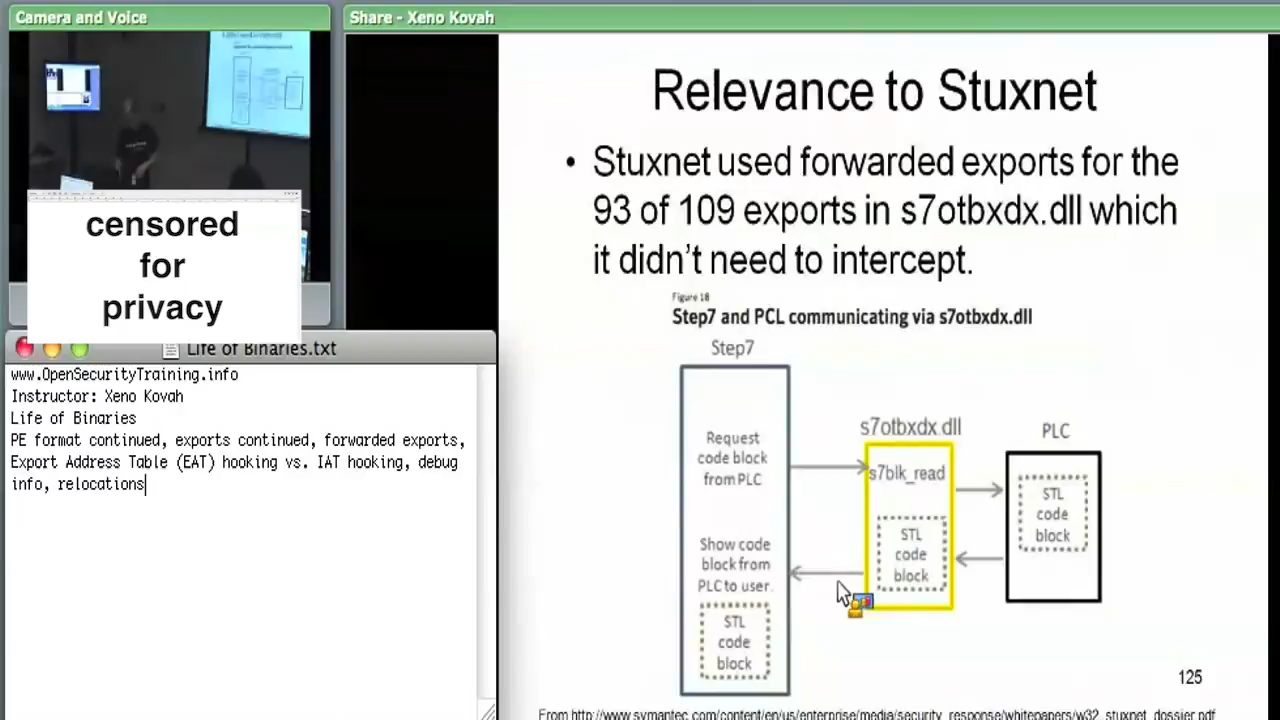 Camera and Voice
Share - Xeno Kovah
censored
for
privacy
Life of Binaries.txt
www.OpenSecurityTraining.info
Instructor: Xeno Kovah
Life of Binaries
PE format continued, exports continued, forwarded exports,
Export Address Table (EAT) hooking vs. IAT hooking, debug
info, relocations
Relevance to Stuxnet
• Stuxnet used forwarded exports for the
93 of 109 exports in s7otbxdx.dll which
it didn't need to intercept.
Figure 18
Step7 and PCL communicating via s7otbxdx.dll
Step7
Request
code block
from PLC
Show code
block from
PLC to user.
STL
code
block
s7otbxdx dll
s7blk_read
STL
code
block
PLC
STL
code
block
125
From http://www.symantec.com/content/en/us/enterprise/media/security_response/whitepapers/w32_stuxnet_dossier.pdf